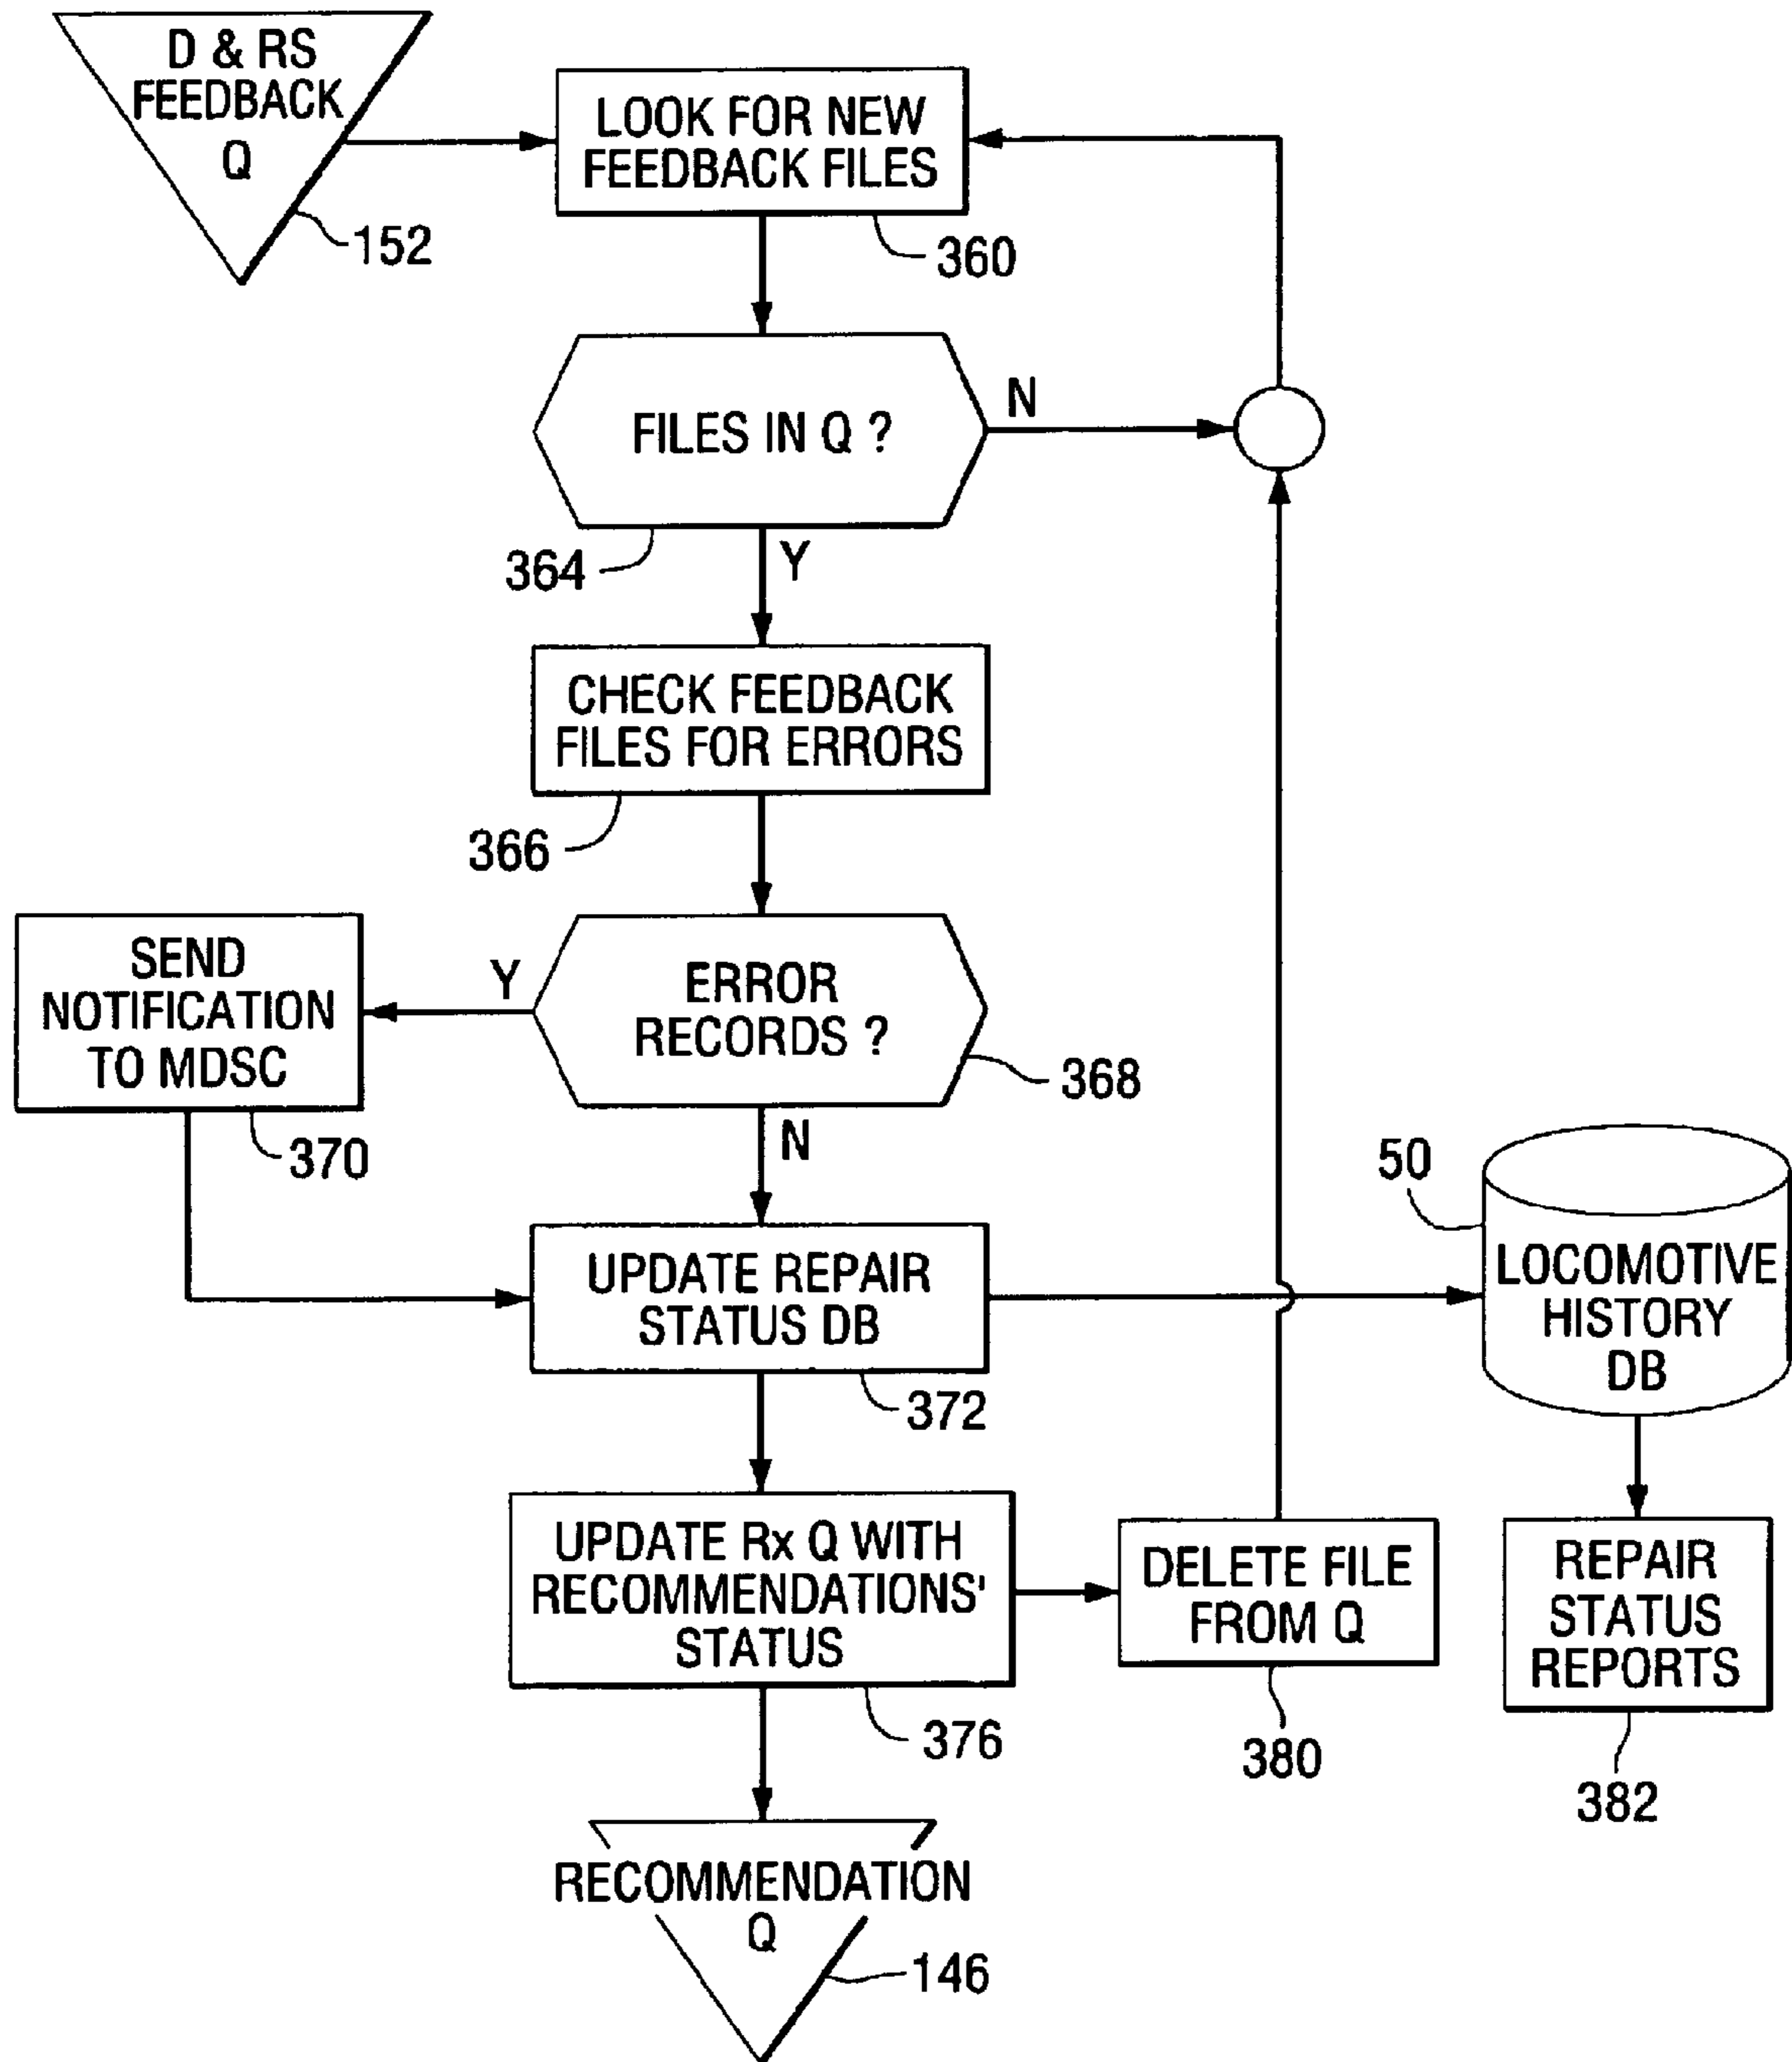 D & RS
FEEDBACK
Q
152
LOOK FOR NEW
FEEDBACK FILES
360
FILES IN Q ?
N
364
Y
CHECK FEEDBACK
FILES FOR ERRORS
366
SEND
NOTIFICATION
TO MDSC
370
Y
ERROR
RECORDS ?
368
N
50
LOCOMOTIVE
HISTORY
DB
UPDATE REPAIR
STATUS DB
372
UPDATE Rx Q WITH
RECOMMENDATIONS'
STATUS
376
DELETE FILE
FROM Q
380
REPAIR
STATUS
REPORTS
382
RECOMMENDATION
Q
146